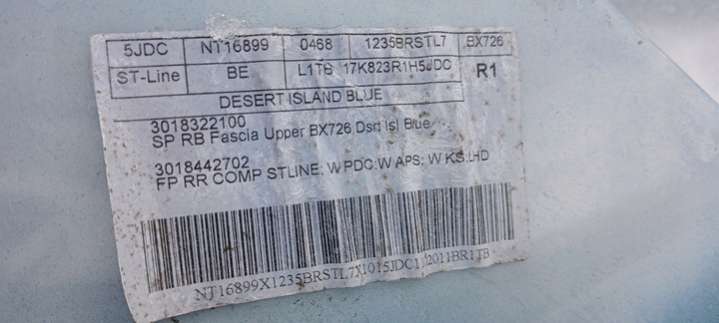 5JDC NT16899 0468 1235BRSTL7 BX726
ST-Line BE L1TB 17K823R1H5JDC R1
DESERT ISLAND BLUE
3018322100
SP RB Fascia Upper BX726 Dsrt Isl Blue
3018442702
FP RR COMP STLINE; W PDC;W APS; W KS;LHD